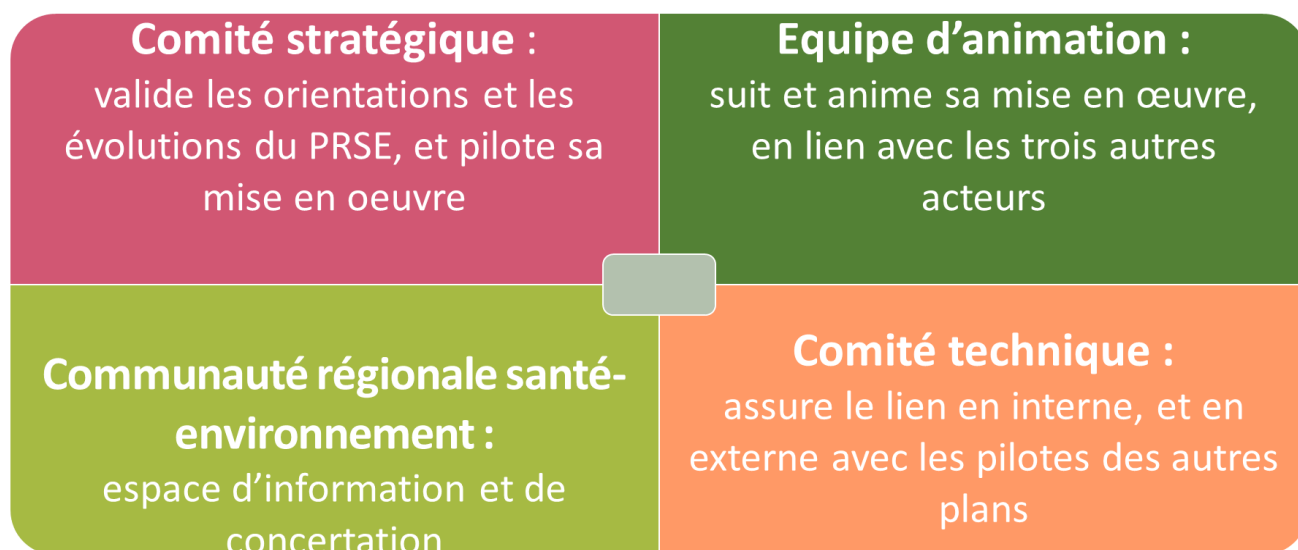 Comité stratégique :
valide les orientations et les
évolutions du PRSE, et pilote sa
mise en oeuvre
Equipe d’animation :
suit et anime sa mise en œuvre,
en lien avec les trois autres
acteurs
Communauté régionale santé-
environnement :
espace d’information et de
concertation
Comité technique :
assure le lien en interne, et en
externe avec les pilotes des autres
plans